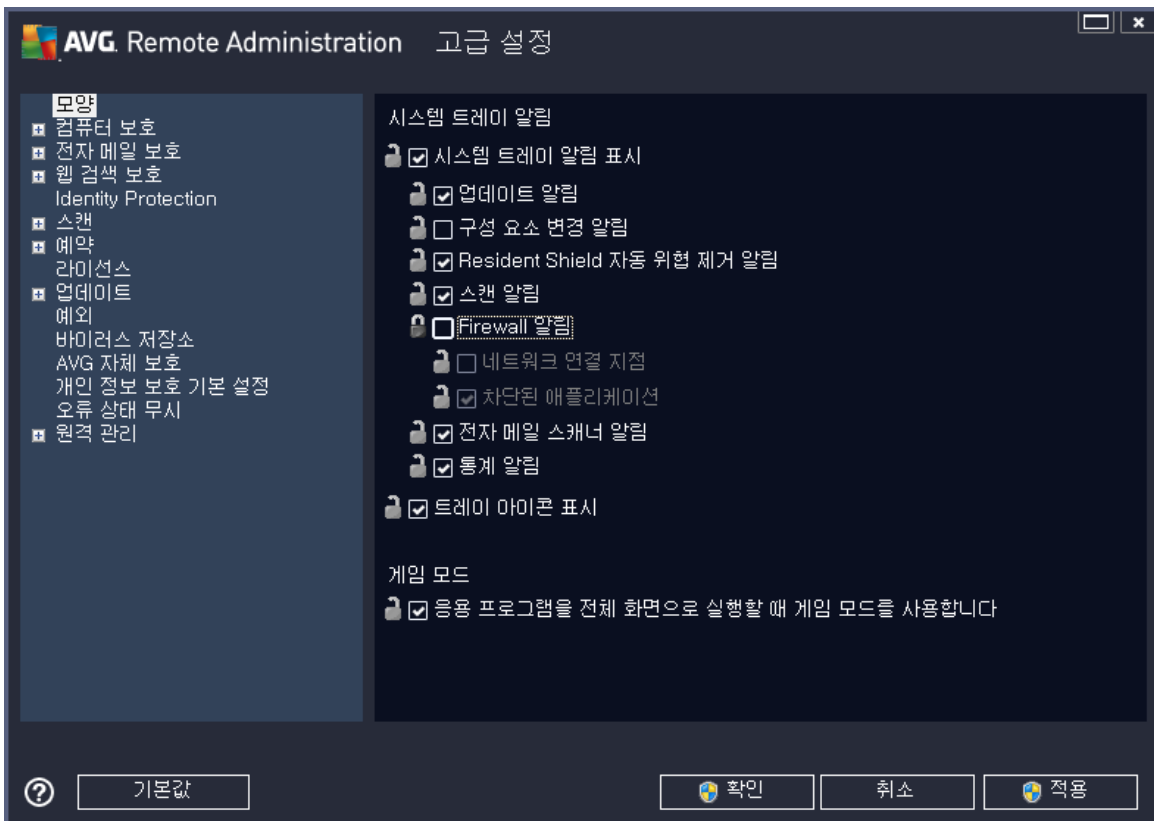 AVG. Remote Administration 고급 설정
모양
컴퓨터 보호
전자 메일 보호
웹 검색 보호
Identity Protection
스캔
예약
라이선스
업데이트
예외
바이러스 저장소
AVG 자체 보호
개인 정보 보호 기본 설정
오류 상태 무시
원격 관리
시스템 트레이 알림
시스템 트레이 알림 표시
업데이트 알림
구성 요소 변경 알림
Resident Shield 자동 위협 제거 알림
스캔 알림
Firewall 알림
네트워크 연결 지점
차단된 애플리케이션
전자 메일 스캐너 알림
통계 알림
트레이 아이콘 표시
게임 모드
응용 프로그램을 전체 화면으로 실행할 때 게임 모드를 사용합니다
기본값
확인
취소
적용